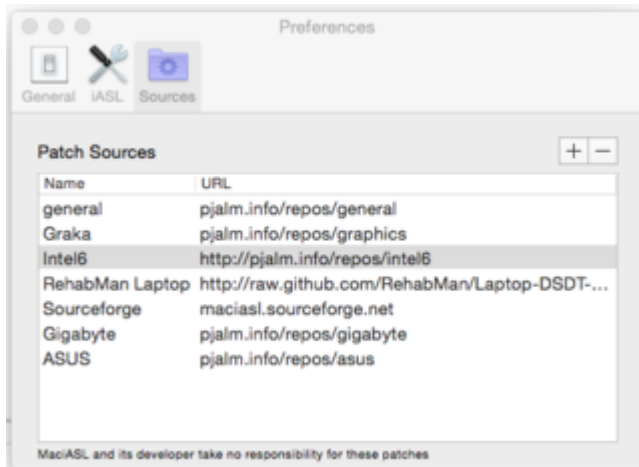 Preferences
General iASL Sources
Patch Sources + −
Name URL
general pjalm.info/repos/general
Graka pjalm.info/repos/graphics
Intel6 http://pjalm.info/repos/intel6
RehabMan Laptop http://raw.github.com/RehabMan/Laptop-DSDT-...
Sourceforge maciasl.sourceforge.net
Gigabyte pjalm.info/repos/gigabyte
ASUS pjalm.info/repos/asus
MaciASL and its developer take no responsibility for these patches